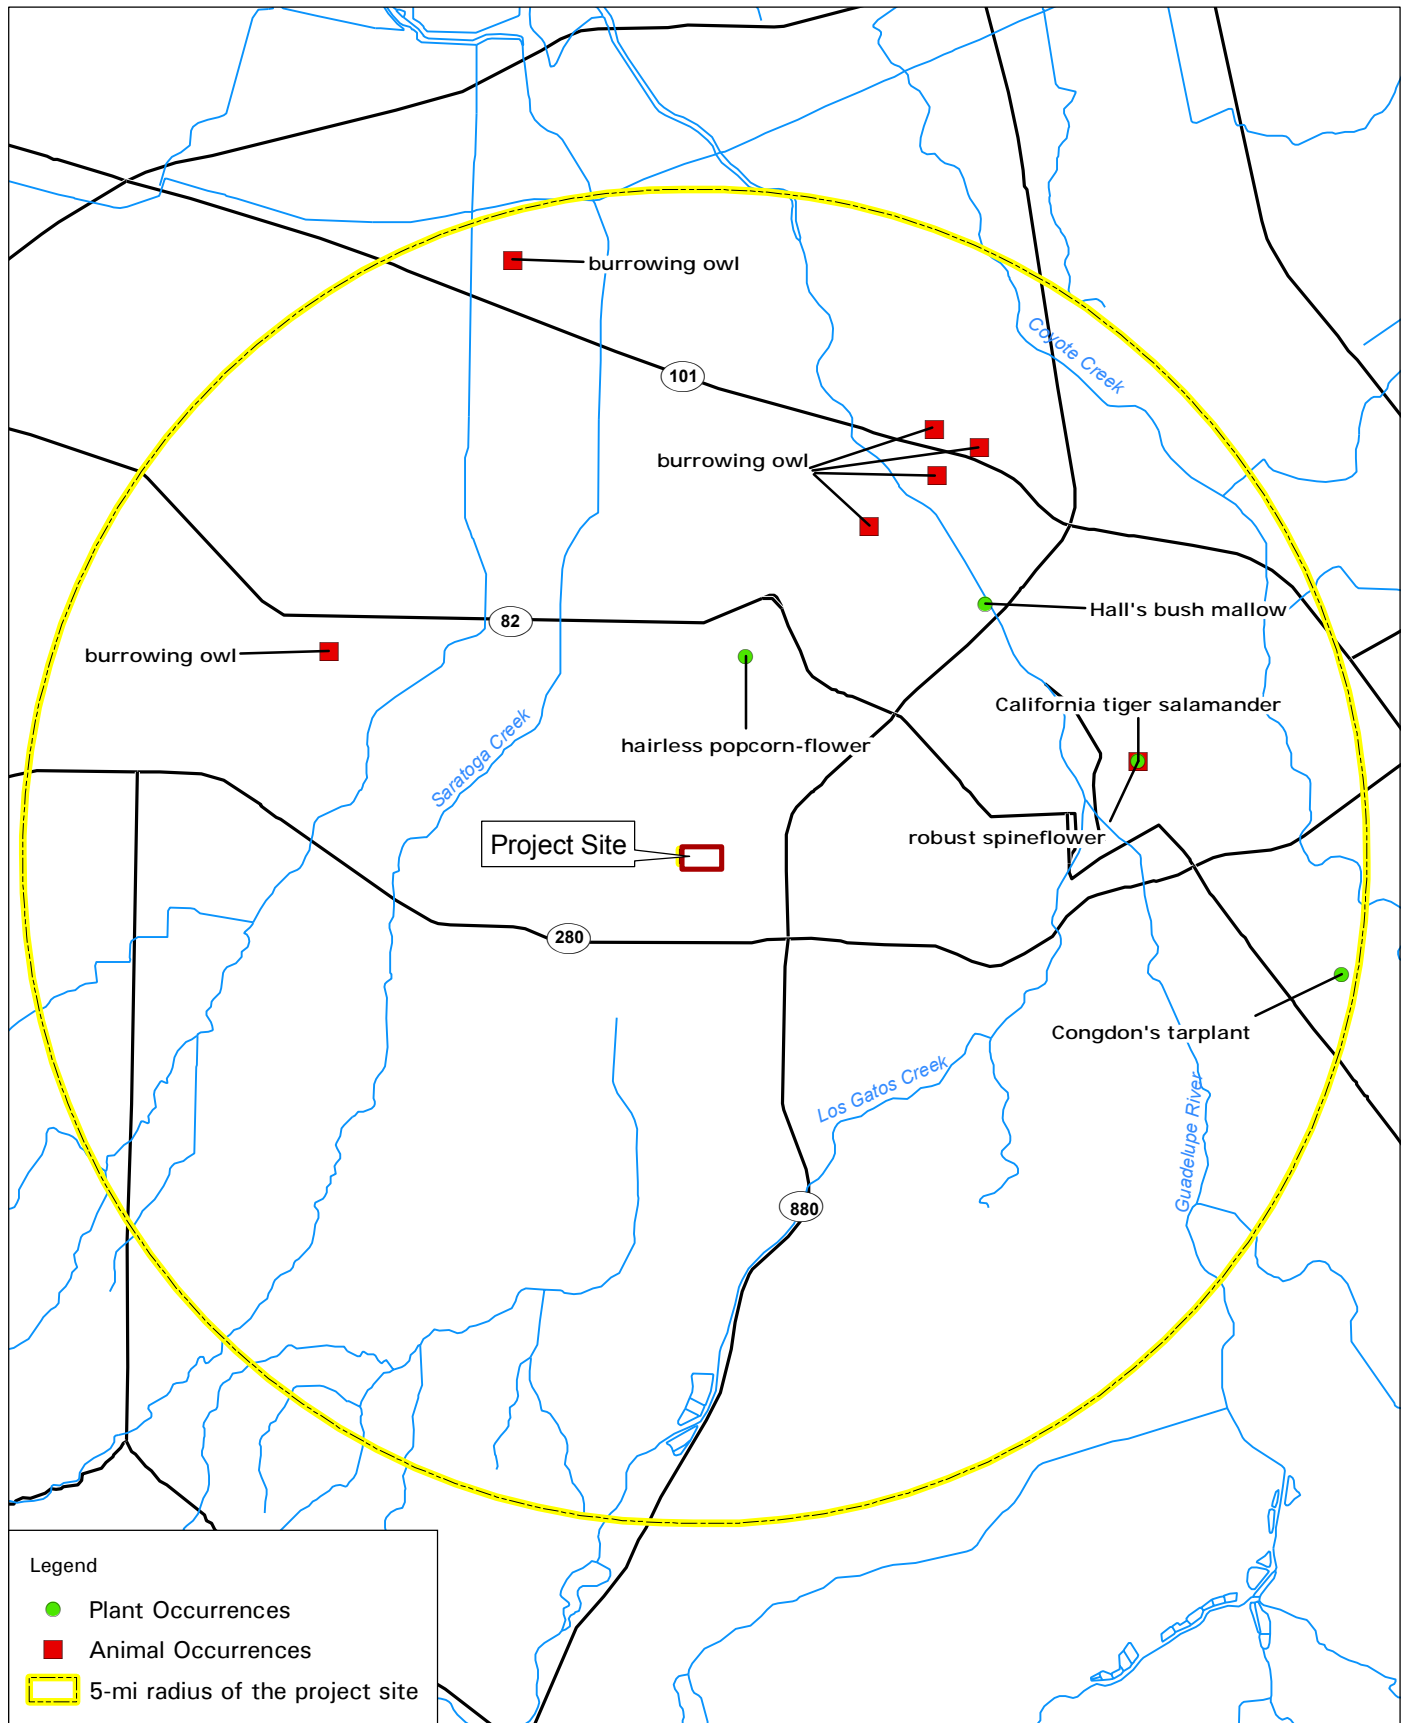 burrowing owl
Coyote Creek
101
burrowing owl
Hall's bush mallow
82
burrowing owl
California tiger salamander
hairless popcorn-flower
Saratoga Creek
robust spineflower
Project Site
280
Congdon's tarplant
Los Gatos Creek
Guadelupe River
880
Legend
Plant Occurrences
Animal Occurrences
5-mi radius of the project site